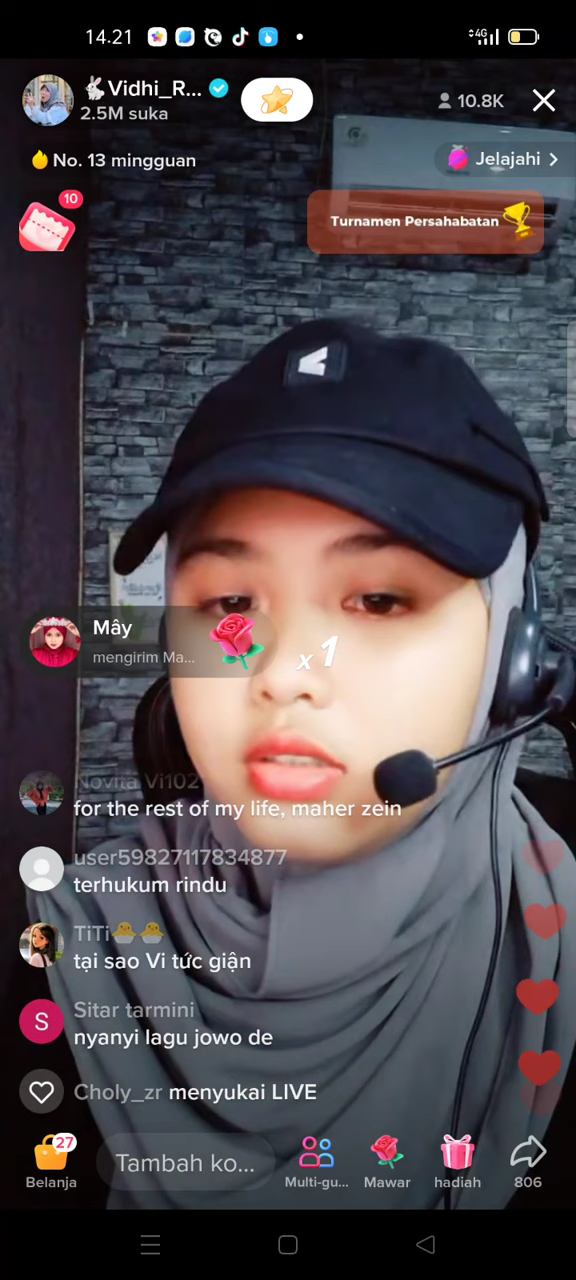 14.21
4G
Vidhi_R...
2.5M suka
10.8K
No. 13 mingguan
Jelajahi >
10
Turnamen Persahabatan
Mây
mengirim Ma...
x1
Novita Vi102
for the rest of my life, maher zein
user59827117834877
terhukum rindu
TiTi🐣🐣
tại sao Vi tức giận
S
Sitar tarmini
nyanyi lagu jowo de
Choly_zr menyukai LIVE
27
Tambah ko...
Belanja
Multi-gu...
Mawar
hadiah
806